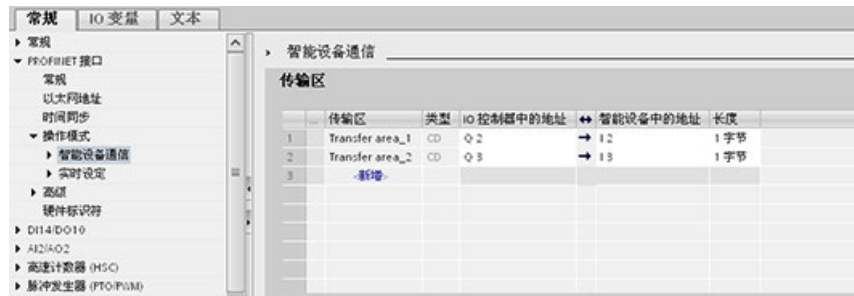 常规 IO 变量 文本
常规
PROFINET 接口
常规
以太网地址
时间同步
操作模式
智能设备通信
实时设定
高级
硬件标识符
DI14/DO10
AI2/AO2
高速计数器 (HSC)
脉冲发生器 (PTO/PWM)
智能设备通信
传输区
... 传输区 类型 IO 控制器中的地址 ↔ 智能设备中的地址 长度
1 Transfer area_1 CD Q 2 → I 2 1 字节
2 Transfer area_2 CD Q 3 → I 3 1 字节
3 <新增>